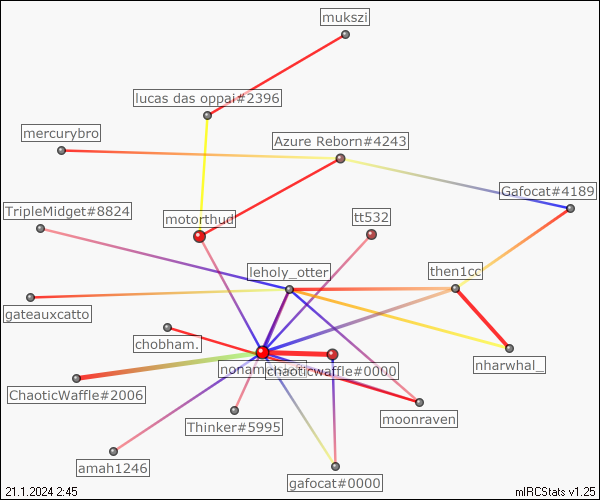 mukszi
lucas das oppai#2396
mercurybro
Azure Reborn#4243
Gafocat#4189
TripleMidget#8824
motorthud
tt532
leholy_otter
then1cc
gateauxcatto
chobham.
nharwhal_
chaoticwaffle#0000
ChaoticWaffle#2006
moonraven
Thinker#5995
amah1246
gafocat#0000
21.1.2024 2:45
mIRCStats v1.25